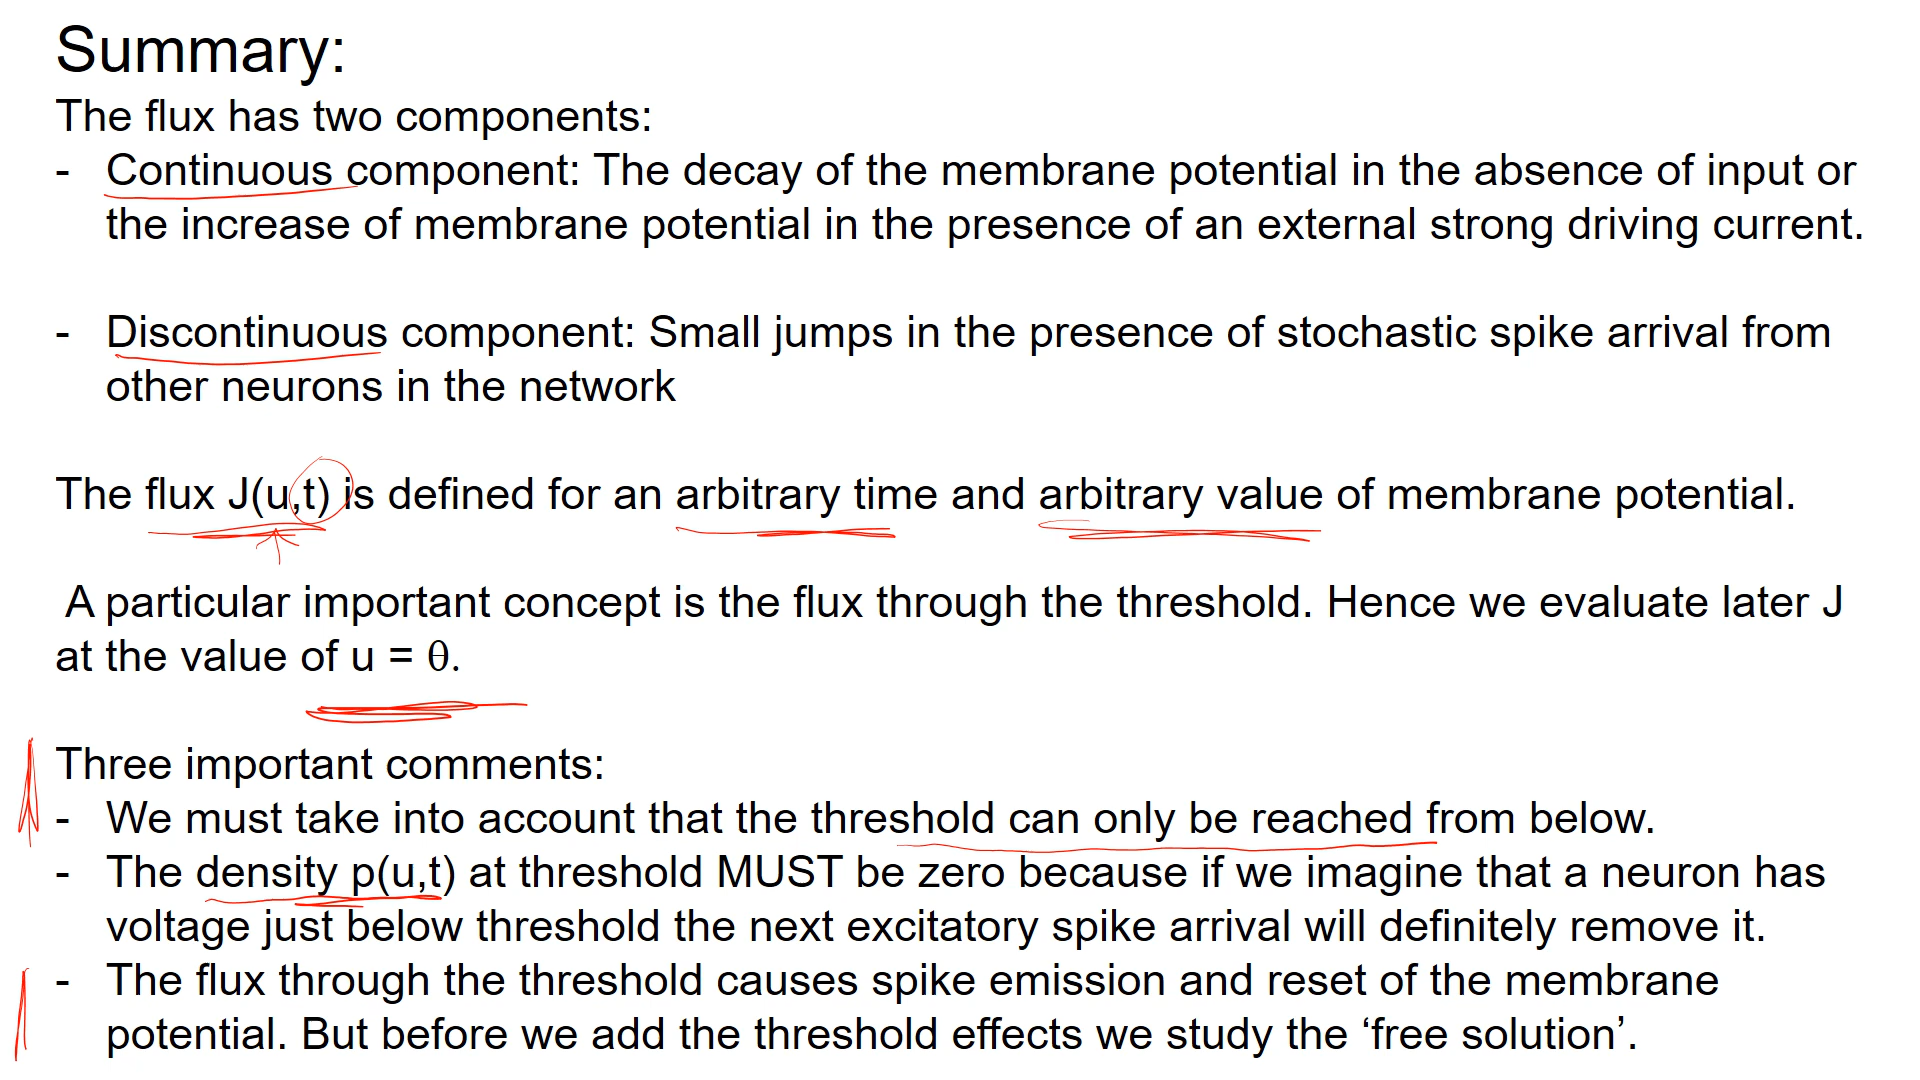 Summary:
The flux has two components:
- Continuous component: The decay of the membrane potential in the absence of input or
the increase of membrane potential in the presence of an external strong driving current.
- Discontinuous component: Small jumps in the presence of stochastic spike arrival from
other neurons in the network
The flux J(u,t) is defined for an arbitrary time and arbitrary value of membrane potential.
A particular important concept is the flux through the threshold. Hence we evaluate later J
at the value of u = θ.
Three important comments:
- We must take into account that the threshold can only be reached from below.
- The density p(u,t) at threshold MUST be zero because if we imagine that a neuron has
voltage just below threshold the next excitatory spike arrival will definitely remove it.
- The flux through the threshold causes spike emission and reset of the membrane
potential. But before we add the threshold effects we study the ‘free solution’.